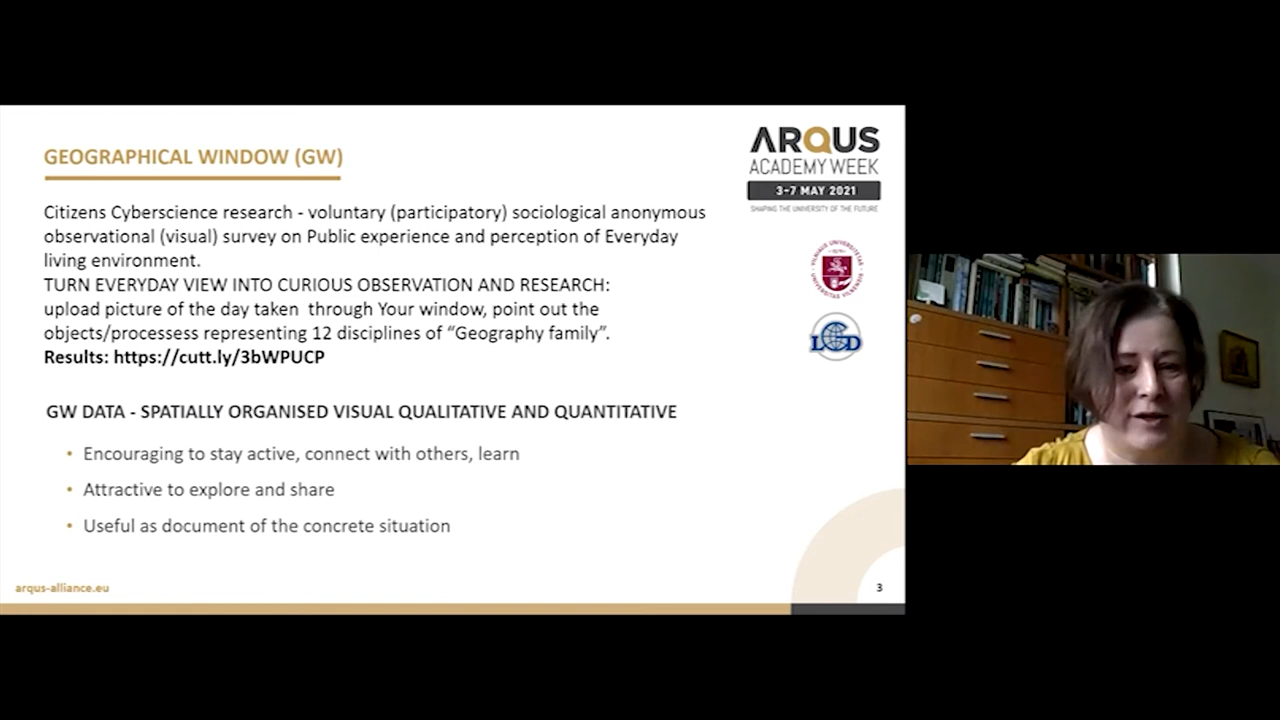 GEOGRAPHICAL WINDOW (GW)
Citizens Cyberscience research - voluntary (participatory) sociological anonymous
observational (visual) survey on Public experience and perception of Everyday
living environment.
TURN EVERYDAY VIEW INTO CURIOUS OBSERVATION AND RESEARCH:
upload picture of the day taken through Your window, point out the
objects/processess representing 12 disciplines of “Geography family”.
Results: https://cutt.ly/3bWPUCP
GW DATA - SPATIALLY ORGANISED VISUAL QUALITATIVE AND QUANTITATIVE
• Encouraging to stay active, connect with others, learn
• Attractive to explore and share
• Useful as document of the concrete situation
arqus-alliance.eu
3
ARQUS
ACADEMY WEEK
3-7 MAY 2021
SHAPING THE UNIVERSITY OF THE FUTURE
LGD